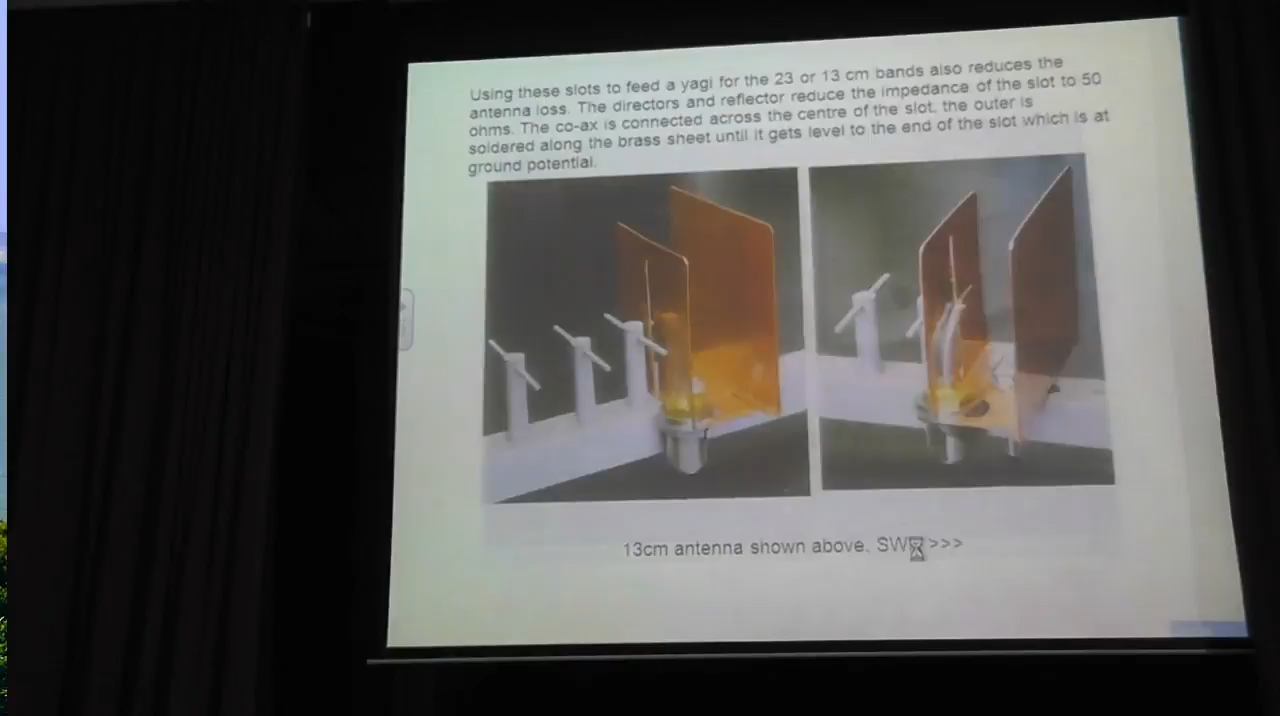 Using these slots to feed a yagi for the 23 or 13 cm bands also reduces the
antenna loss. The directors and reflector reduce the impedance of the slot to 50
ohms. The co-ax is connected across the centre of the slot, the outer is
soldered along the brass sheet until it gets level to the end of the slot which is at
ground potential.
13cm antenna shown above. SW >>>